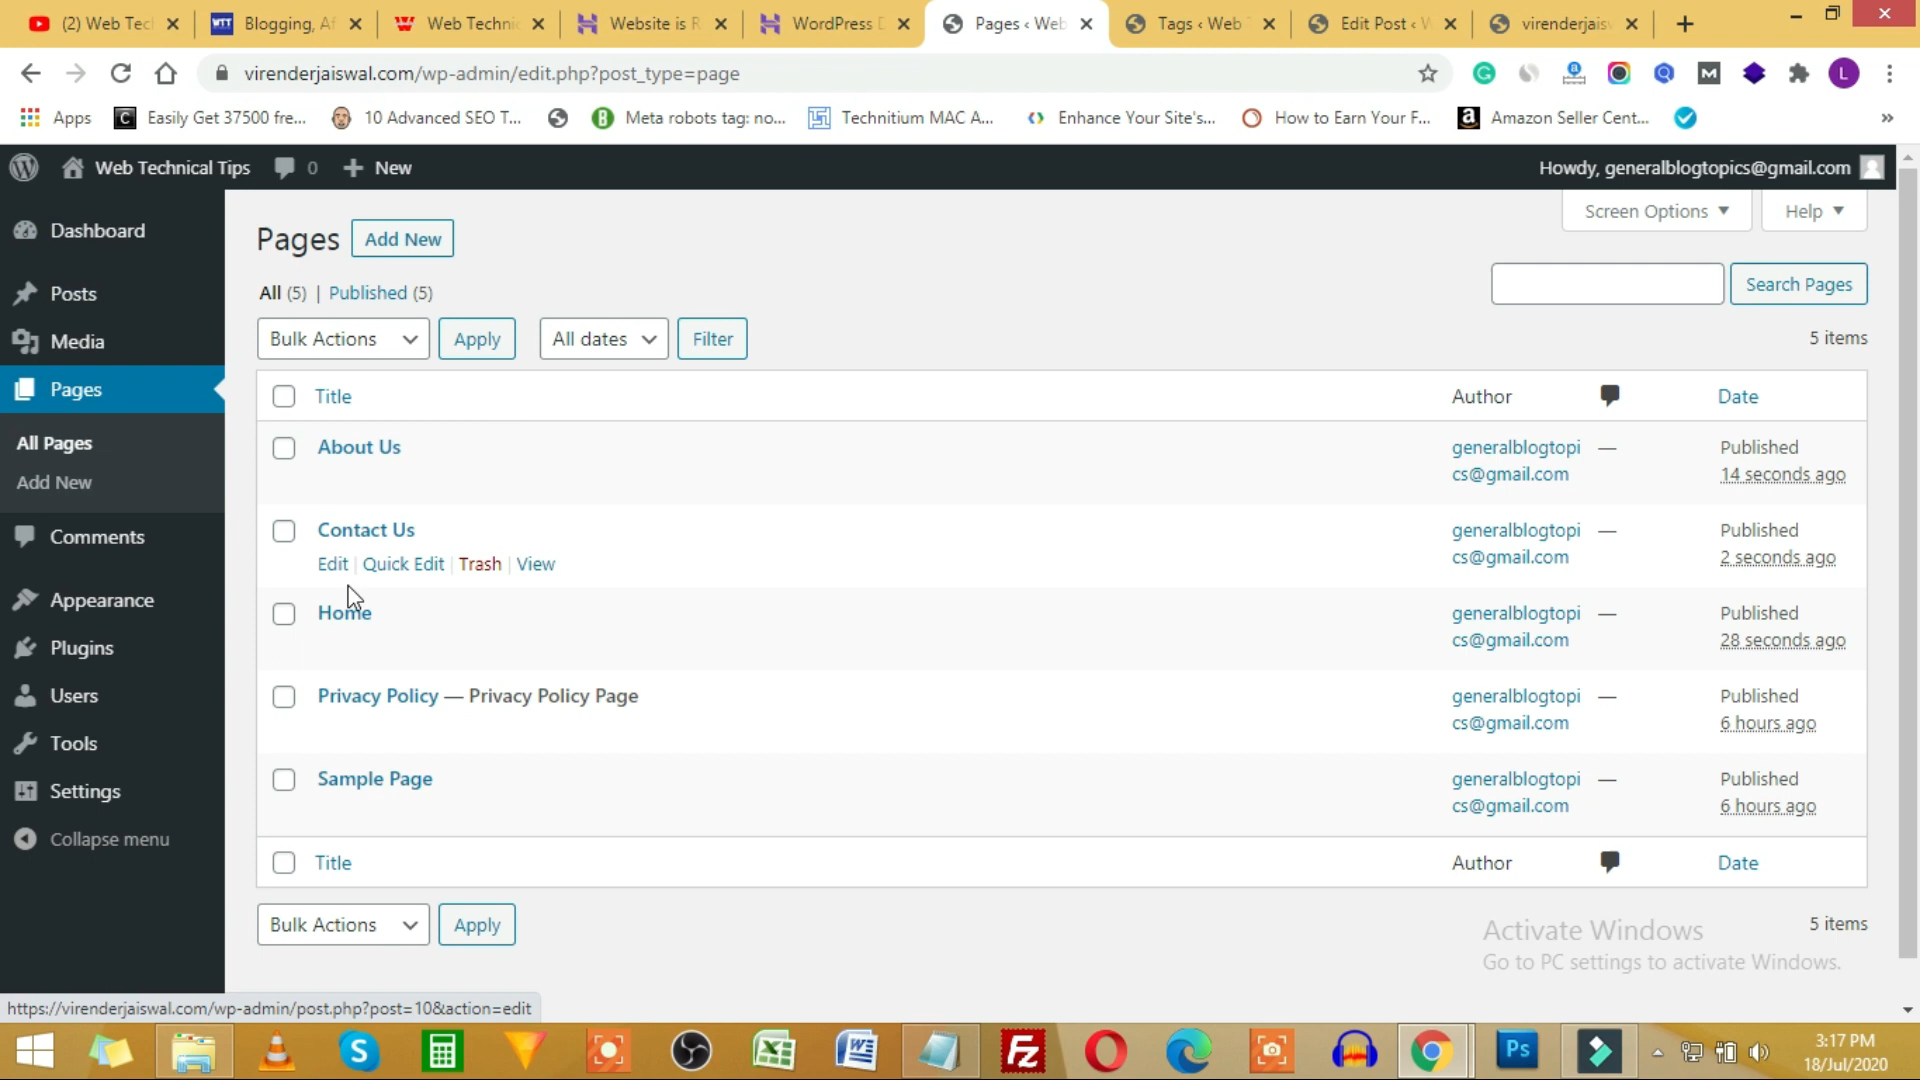 (2) Web Tecl
WTT Blogging, Af
Web Technic
Website is R
WordPress D
Pages ‹ Web
Tags ‹ Web T
Edit Post ‹ W
virenderjaisw
virenderjaiswal.com/wp-admin/edit.php?post_type=page
L
Apps
Easily Get 37500 fre...
10 Advanced SEO T...
Meta robots tag: no...
Technitium MAC A...
Enhance Your Site's...
How to Earn Your F...
Amazon Seller Cent...
»
Web Technical Tips
0
New
Howdy, generalblogtopics@gmail.com
Screen Options
Help
Dashboard
Posts
Media
Pages
All Pages
Add New
Comments
Appearance
Plugins
Users
Tools
Settings
Collapse menu
Pages
Add New
All (5) | Published (5)
Search Pages
Bulk Actions
Apply
All dates
Filter
5 items
Title
Author
Date
About Us
generalblogtopi
cs@gmail.com
—
Published
14 seconds ago
Contact Us
Edit | Quick Edit | Trash | View
generalblogtopi
cs@gmail.com
—
Published
2 seconds ago
Home
generalblogtopi
cs@gmail.com
—
Published
28 seconds ago
Privacy Policy — Privacy Policy Page
generalblogtopi
cs@gmail.com
—
Published
6 hours ago
Sample Page
generalblogtopi
cs@gmail.com
—
Published
6 hours ago
Title
Author
Date
Bulk Actions
Apply
5 items
Activate Windows
Go to PC settings to activate Windows.
https://virenderjaiswal.com/wp-admin/post.php?post=10&action=edit
Fz
Ps
3:17 PM
18/Jul/2020